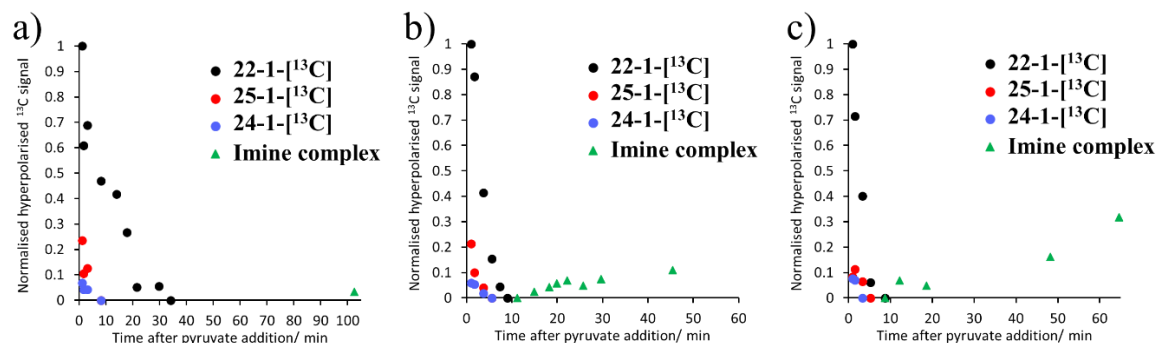 a)
Normalised hyperpolarised ¹³C signal
1
0.9
0.8
0.7
0.6
0.5
0.4
0.3
0.2
0.1
0
22-1-[¹³C]
25-1-[¹³C]
24-1-[¹³C]
Imine complex
0 10 20 30 40 50 60 70 80 90 100
Time after pyruvate addition/ min
b)
Normalised hyperpolarised ¹³C signal
1
0.9
0.8
0.7
0.6
0.5
0.4
0.3
0.2
0.1
0
22-1-[¹³C]
25-1-[¹³C]
24-1-[¹³C]
Imine complex
0 10 20 30 40 50 60
Time after pyruvate addition/ min
c)
Normalised hyperpolarised ¹³C signal
1
0.9
0.8
0.7
0.6
0.5
0.4
0.3
0.2
0.1
0
22-1-[¹³C]
25-1-[¹³C]
24-1-[¹³C]
Imine complex
0 10 20 30 40 50 60
Time after pyruvate addition/ min